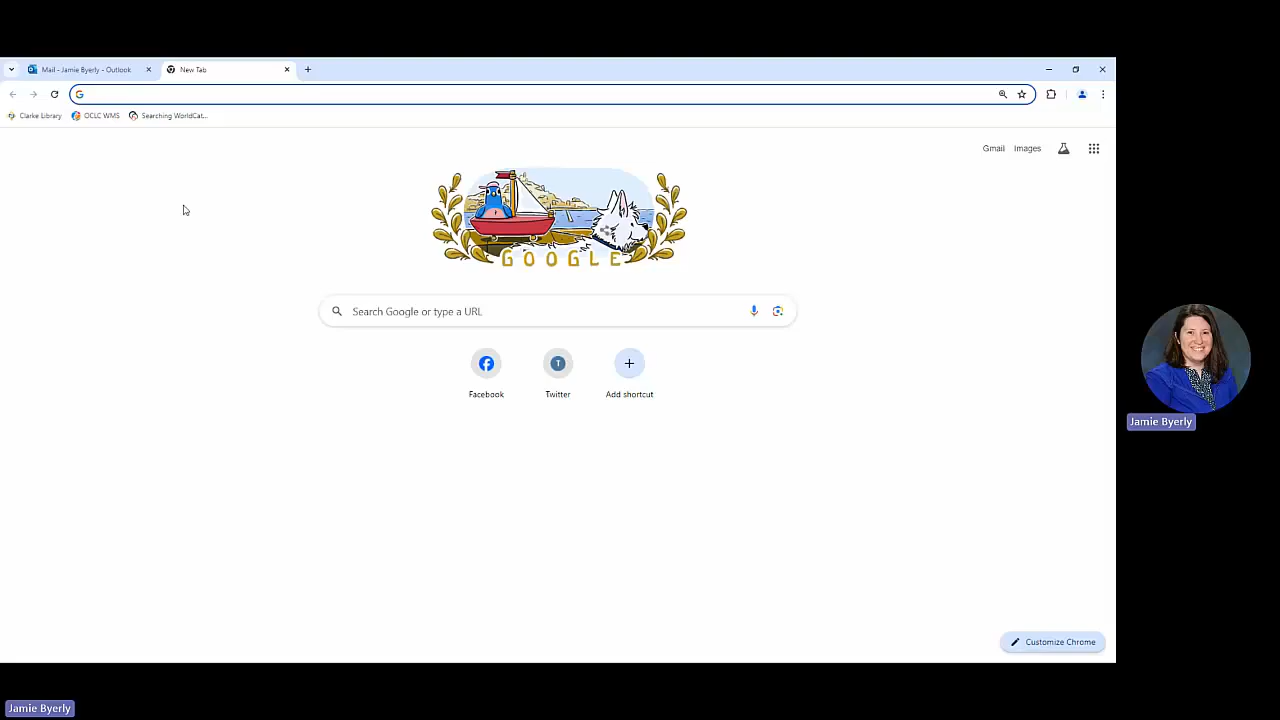 Mail - Jamie Byerly - Outlook
New Tab
Clarke Library
OCLC WMS
Searching WorldCat...
Gmail
Images
GOOGLE
Search Google or type a URL
T
Facebook
Twitter
Add shortcut
Jamie Byerly
Customize Chrome
Jamie Byerly